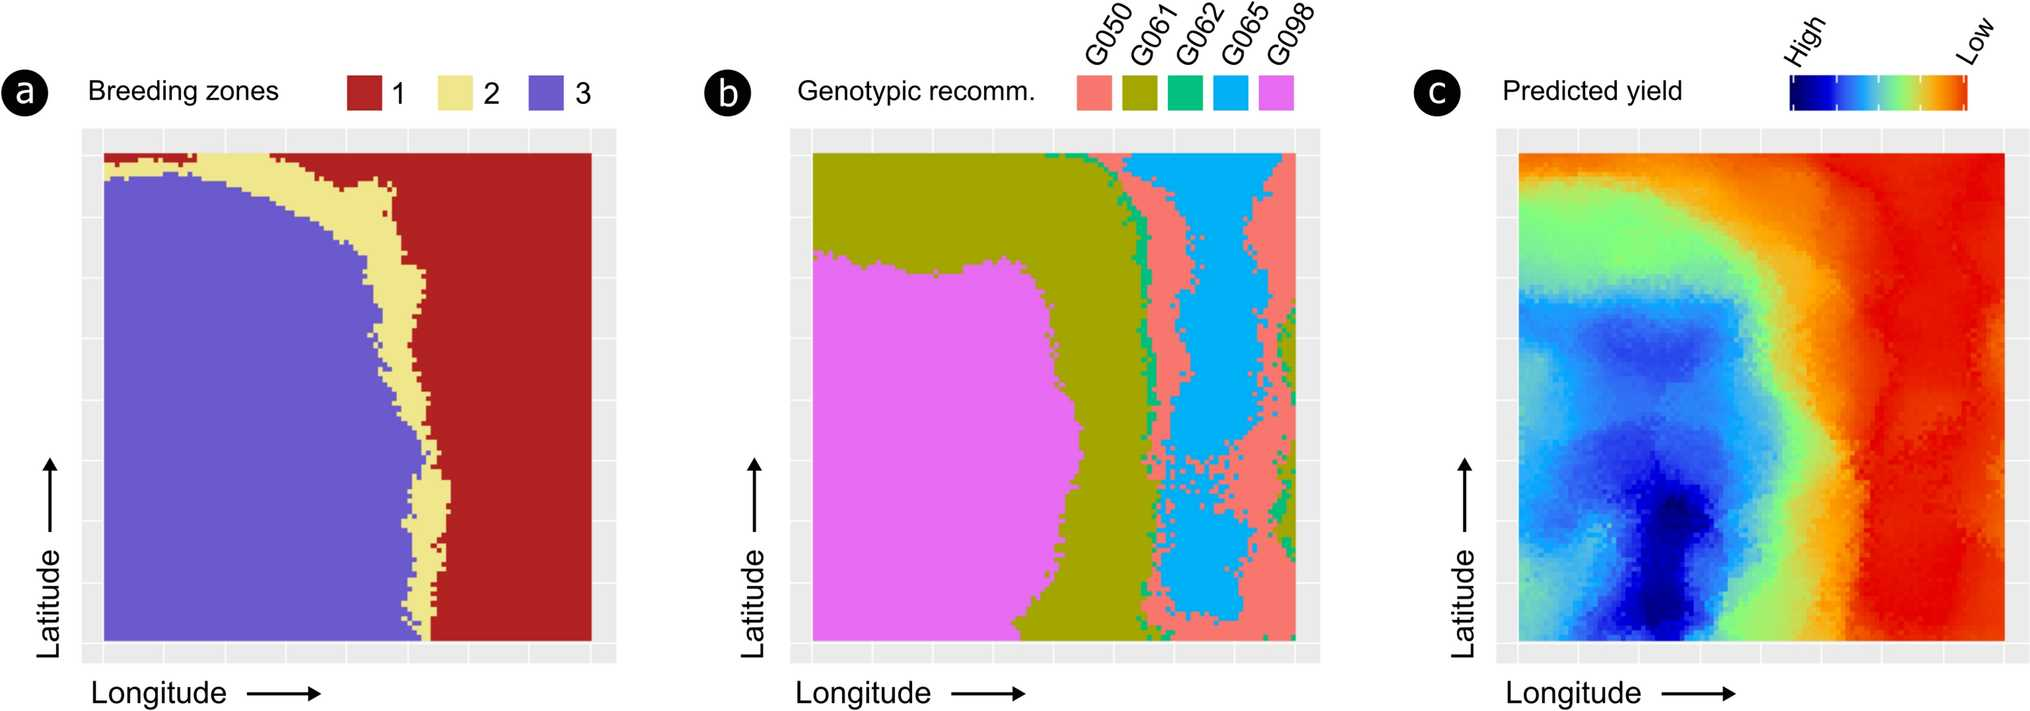 a Breeding zones 1 2 3
Latitude
Longitude
b Genotypic recomm. G050 G061 G062 G065 G098
Latitude
Longitude
c Predicted yield High Low
Latitude
Longitude